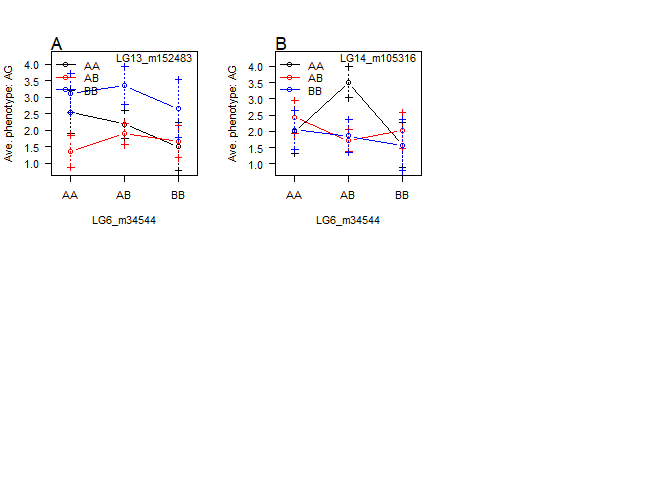 A
LG13_m152483
AA
AB
BB
Ave. phenotype: AG
4.0
3.5
3.0
2.5
2.0
1.5
1.0
AA AB BB
LG6_m34544
B
LG14_m105316
AA
AB
BB
Ave. phenotype: AG
4.0
3.5
3.0
2.5
2.0
1.5
1.0
AA AB BB
LG6_m34544